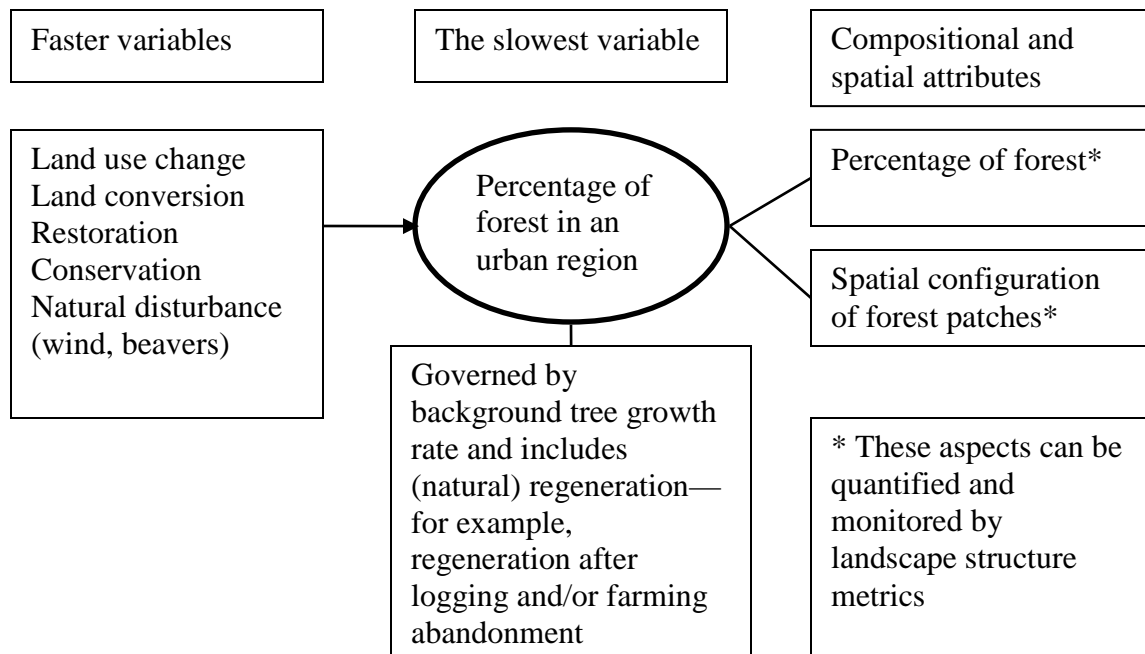 Faster variables
The slowest variable
Compositional and
spatial attributes
Land use change
Land conversion
Restoration
Conservation
Natural disturbance
(wind, beavers)
Percentage of
forest in an
urban region
Percentage of forest*
Spatial configuration
of forest patches*
Governed by
background tree growth
rate and includes
(natural) regeneration—
for example,
regeneration after
logging and/or farming
abandonment
* These aspects can be
quantified and
monitored by
landscape structure
metrics